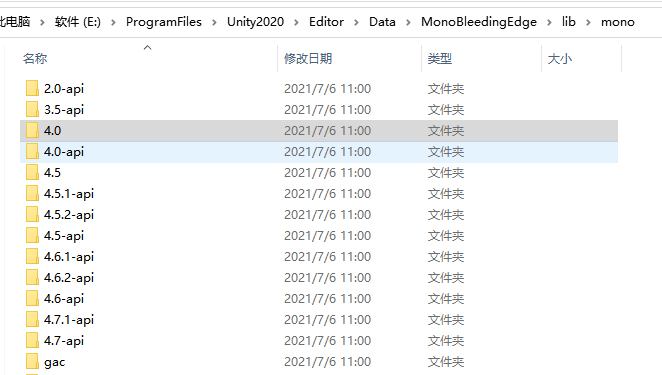 此电脑 › 软件 (E:) › ProgramFiles › Unity2020 › Editor › Data › MonoBleedingEdge › lib › mono
名称 修改日期 类型 大小
2.0-api 2021/7/6 11:00 文件夹
3.5-api 2021/7/6 11:00 文件夹
4.0 2021/7/6 11:00 文件夹
4.0-api 2021/7/6 11:00 文件夹
4.5 2021/7/6 11:00 文件夹
4.5.1-api 2021/7/6 11:00 文件夹
4.5.2-api 2021/7/6 11:00 文件夹
4.5-api 2021/7/6 11:00 文件夹
4.6.1-api 2021/7/6 11:00 文件夹
4.6.2-api 2021/7/6 11:00 文件夹
4.6-api 2021/7/6 11:00 文件夹
4.7.1-api 2021/7/6 11:00 文件夹
4.7-api 2021/7/6 11:00 文件夹
gac 2021/7/6 11:00 文件夹